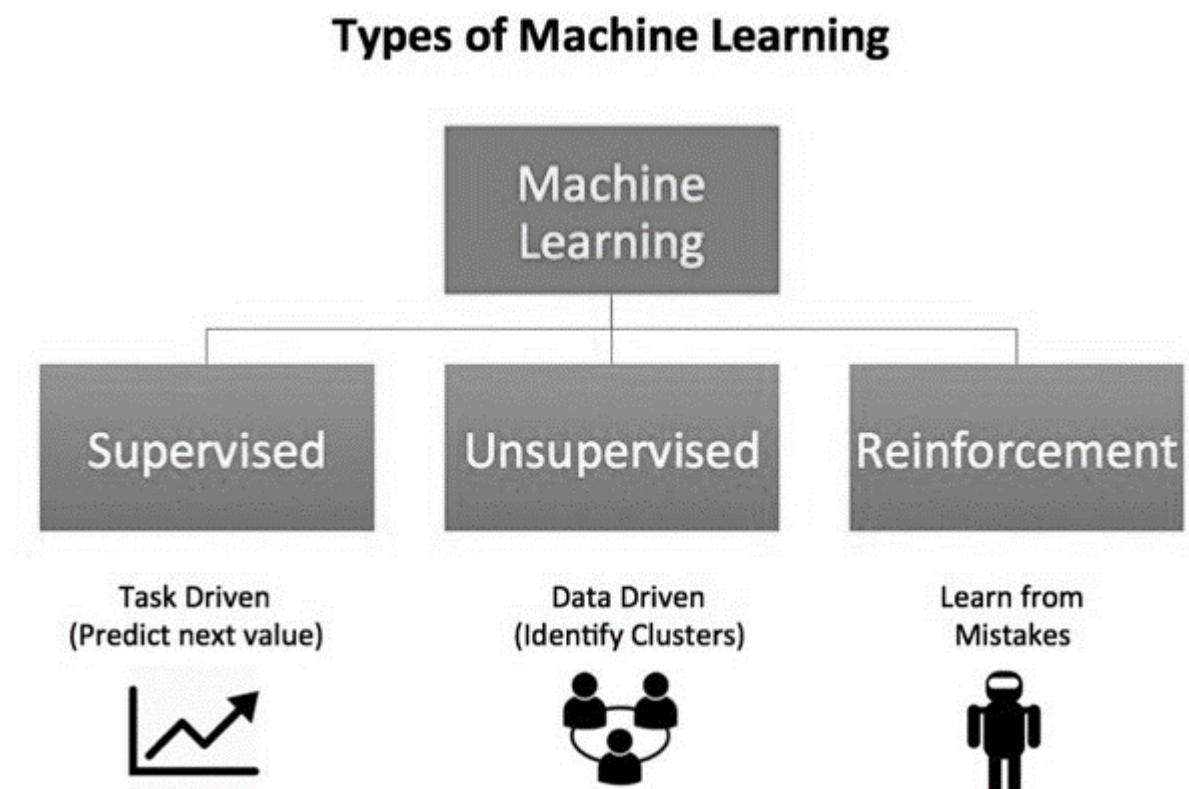 Types of Machine Learning
Machine
Learning
Supervised
Unsupervised
Reinforcement
Task Driven
(Predict next value)
Data Driven
(Identify Clusters)
Learn from
Mistakes